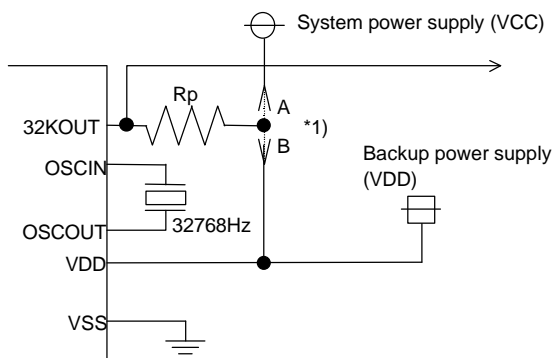 System power supply (VCC)
Rp
A
32KOUT
*1)
B
Backup power supply
(VDD)
OSCIN
32768Hz
OSCOUT
VDD
VSS